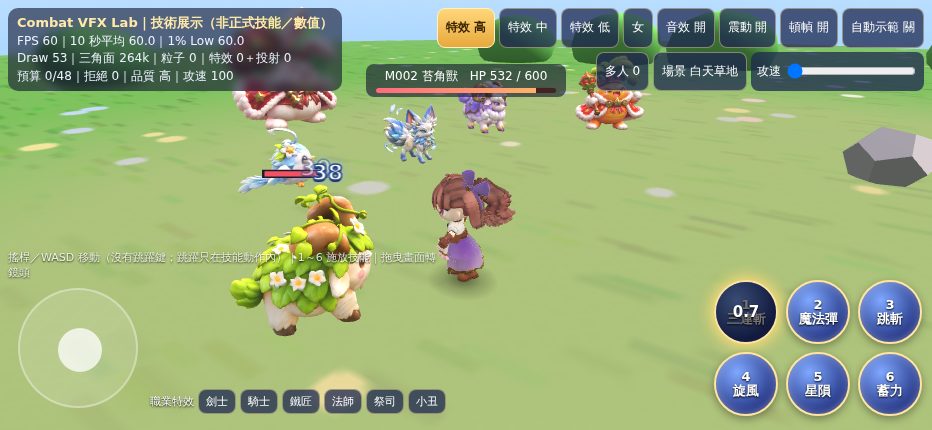 Combat VFX Lab｜技術展示（非正式技能／數值）
FPS 60｜10 秒平均 60.0｜1% Low 60.0
Draw 53｜三角面 264k｜粒子 0｜特效 0＋投射 0
預算 0/48｜拒絕 0｜品質 高｜攻速 100
特效 高
特效 中
特效 低
女
音效 開
震動 開
頓幀 開
自動示範 關
多人 0
場景 白天草地
攻速
M002 苔角獸 HP 532 / 600
38
搖桿／WASD 移動（沒有跳躍鍵；跳躍只在技能動作內）｜1～6 施放技能｜拖曳畫面轉
鏡頭
1
三連斬
0.7
2
魔法彈
3
跳斬
4
旋風
5
星隕
6
蓄力
職業特效
劍士
騎士
鐵匠
法師
祭司
小丑